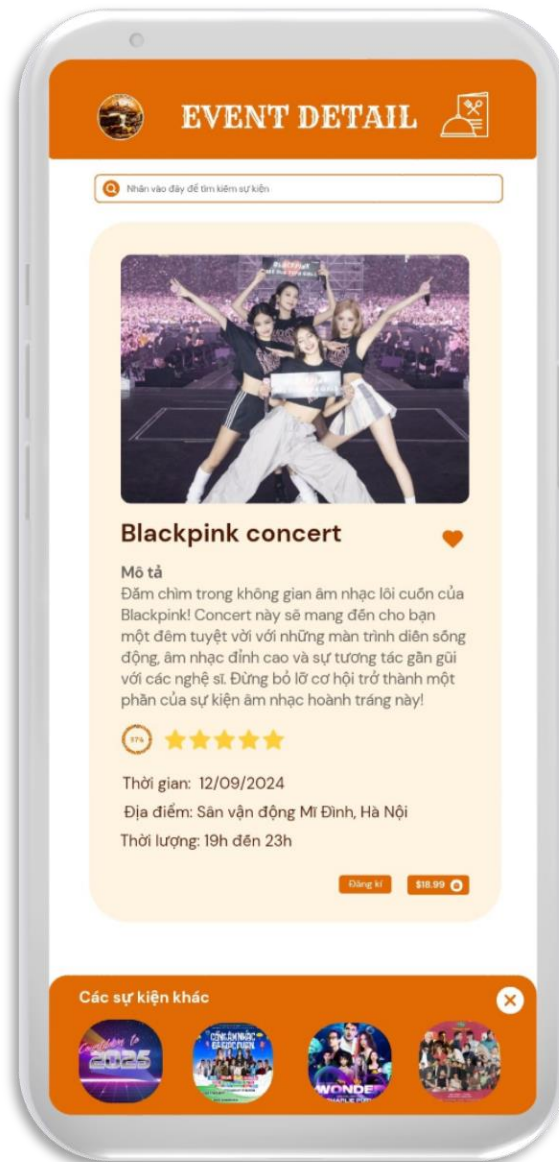 EVENT DETAIL
Nhấn vào đây để tìm kiếm sự kiện
BLACKPINK
Blackpink concert
Mô tả
Đắm chìm trong không gian âm nhạc lôi cuốn của
Blackpink! Concert này sẽ mang đến cho bạn
một đêm tuyệt vời với những màn trình diễn sống
động, âm nhạc đỉnh cao và sự tương tác gần gũi
với các nghệ sĩ. Đừng bỏ lỡ cơ hội trở thành một
phần của sự kiện âm nhạc hoành tráng này!
Thời gian: 12/09/2024
Địa điểm: Sân vận động Mĩ Đình, Hà Nội
Thời lượng: 19h đến 23h
Đăng kí
$18.99
Các sự kiện khác
2025
WONDE